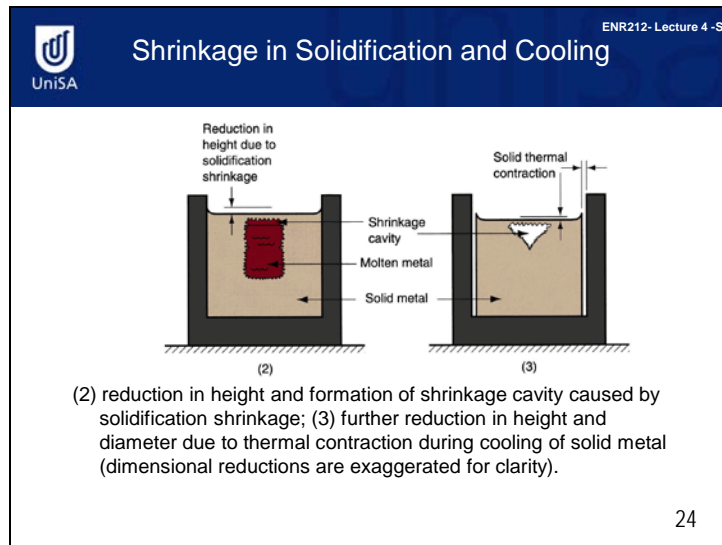 ENR212- Lecture 4 -S
UniSA
Shrinkage in Solidification and Cooling
Reduction in
height due to
solidification
shrinkage
Solid thermal
contraction
Shrinkage
cavity
Molten metal
Solid metal
(2)
(3)
(2) reduction in height and formation of shrinkage cavity caused by
solidification shrinkage; (3) further reduction in height and
diameter due to thermal contraction during cooling of solid metal
(dimensional reductions are exaggerated for clarity).
24